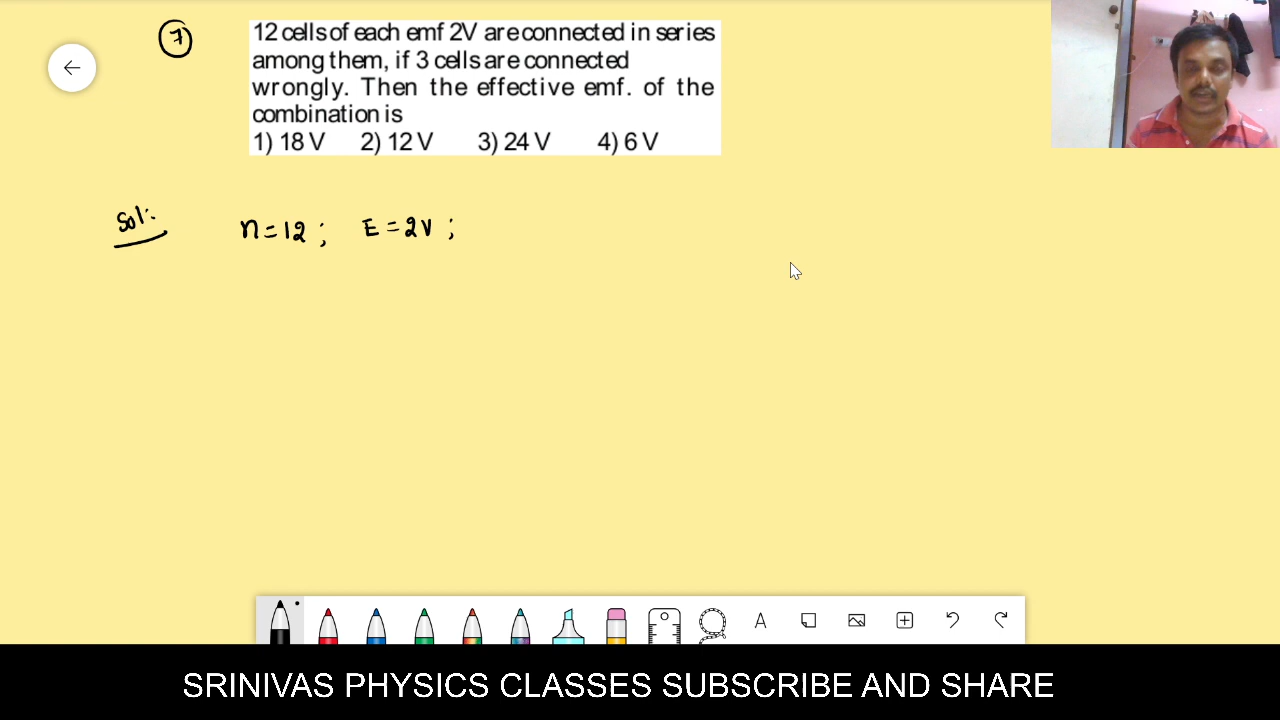 7
12 cells of each emf 2V are connected in series
among them, if 3 cells are connected
wrongly. Then the effective emf. of the
combination is
1) 18 V 2) 12 V 3) 24 V 4) 6 V
Sol:
n = 12 ; E = 2V ;
A
SRINIVAS PHYSICS CLASSES SUBSCRIBE AND SHARE